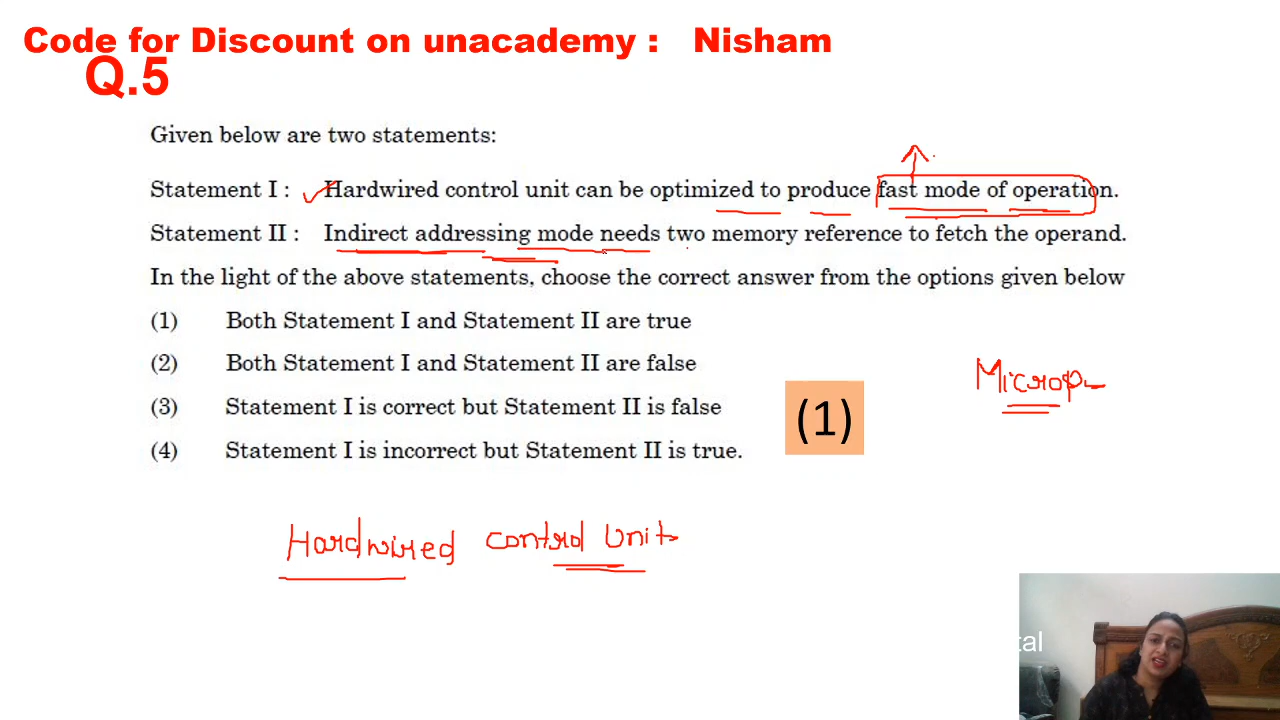 Code for Discount on unacademy : Nisham
Q.5
Given below are two statements:
Statement I : Hardwired control unit can be optimized to produce fast mode of operation.
Statement II : Indirect addressing mode needs two memory reference to fetch the operand.
In the light of the above statements, choose the correct answer from the options given below
(1) Both Statement I and Statement II are true
(2) Both Statement I and Statement II are false
(3) Statement I is correct but Statement II is false
(4) Statement I is incorrect but Statement II is true.
(1)
Microp
Hardwired control Unit
tal